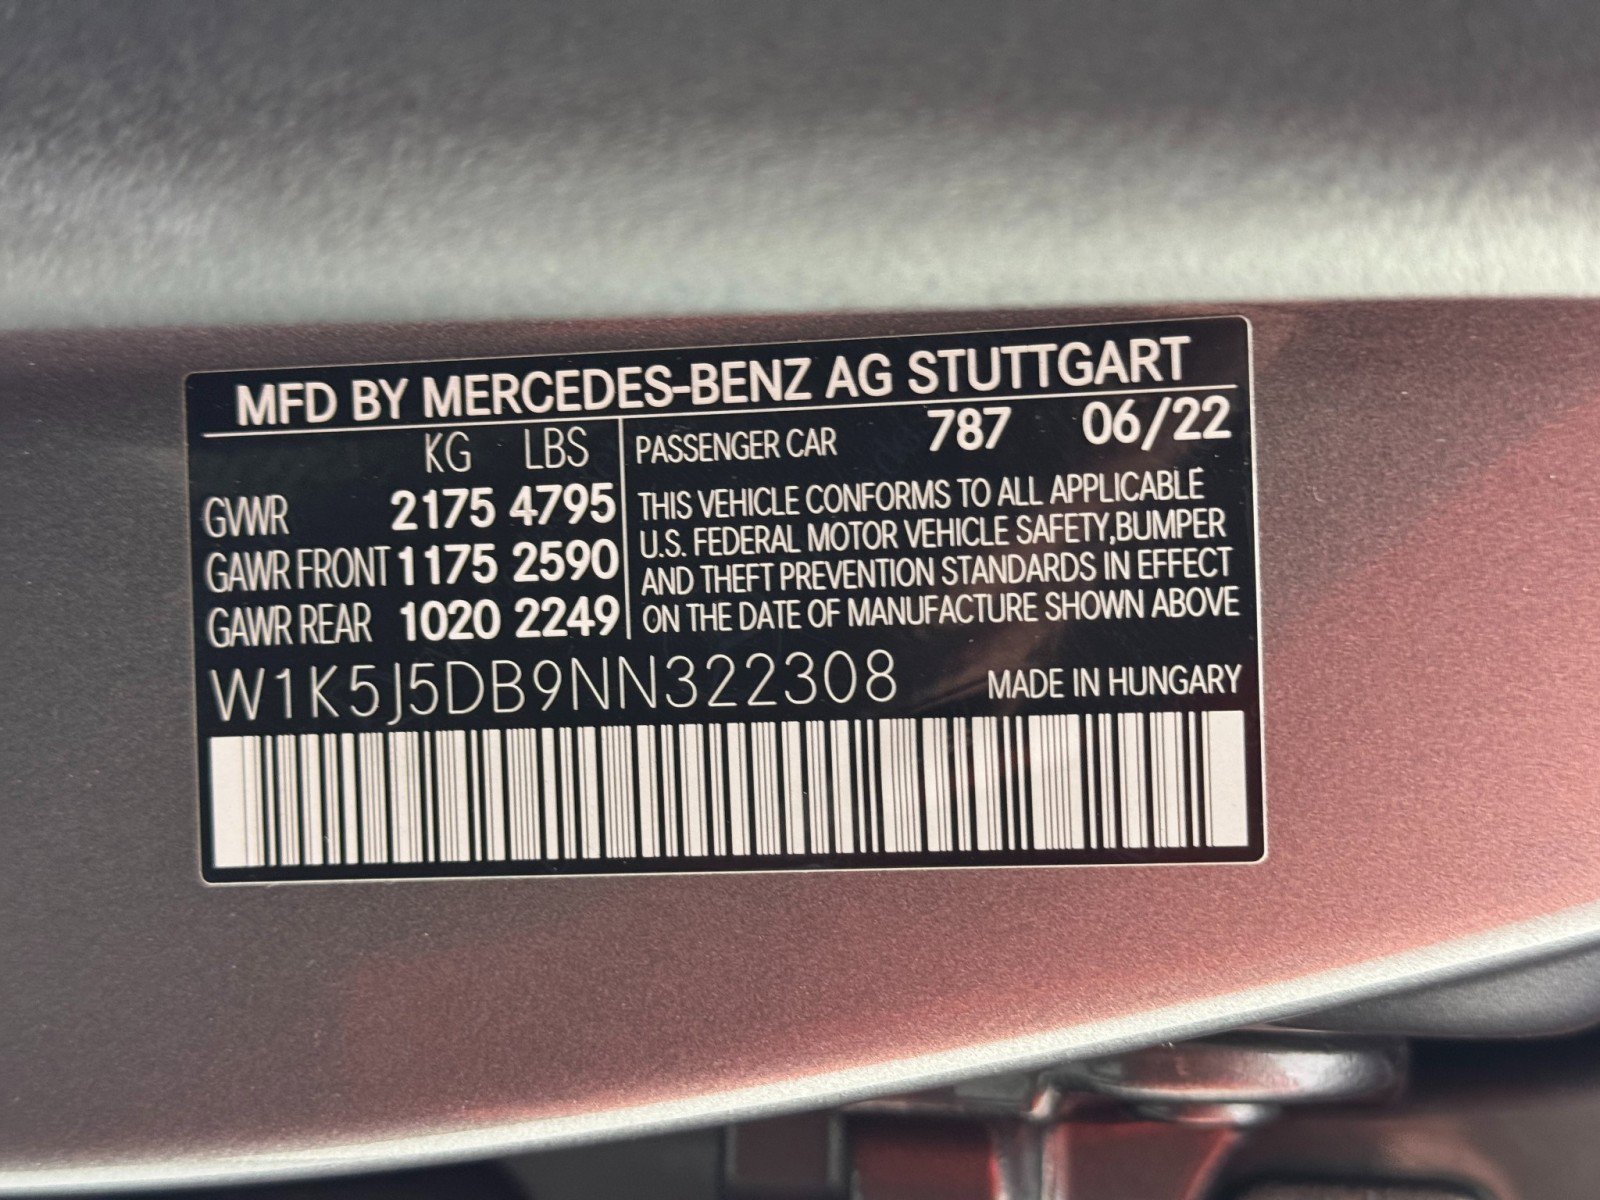 MFD BY MERCEDES-BENZ AG STUTTGART
KG LBS
GVWR 2175 4795
GAWR FRONT 1175 2590
GAWR REAR 1020 2249
PASSENGER CAR 787 06/22
THIS VEHICLE CONFORMS TO ALL APPLICABLE
U.S. FEDERAL MOTOR VEHICLE SAFETY,BUMPER
AND THEFT PREVENTION STANDARDS IN EFFECT
ON THE DATE OF MANUFACTURE SHOWN ABOVE
W1K5J5DB9NN322308
MADE IN HUNGARY